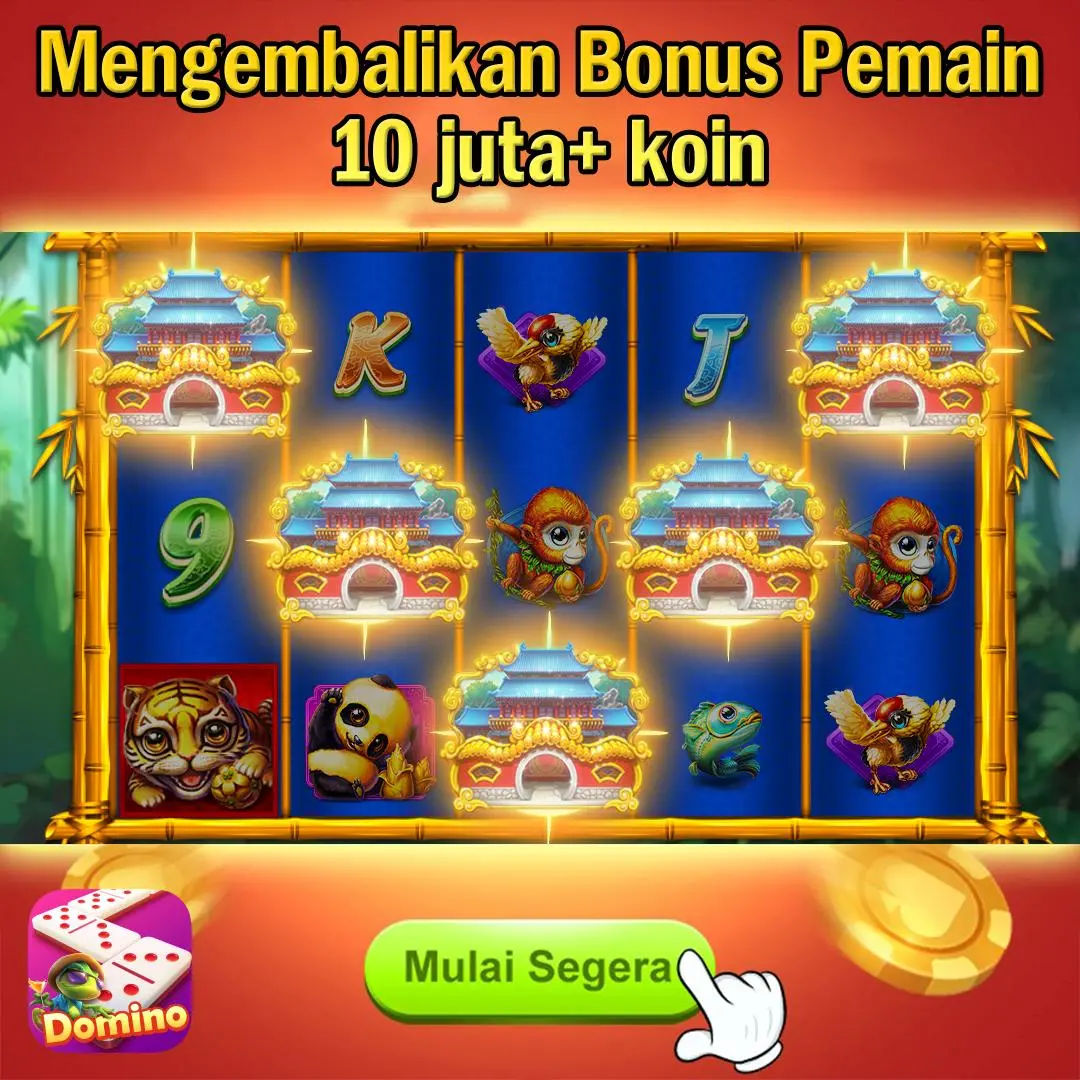 Mengembalikan Bonus Pemain
10 juta+ koin
K
J
9
Mulai Segera
Domino